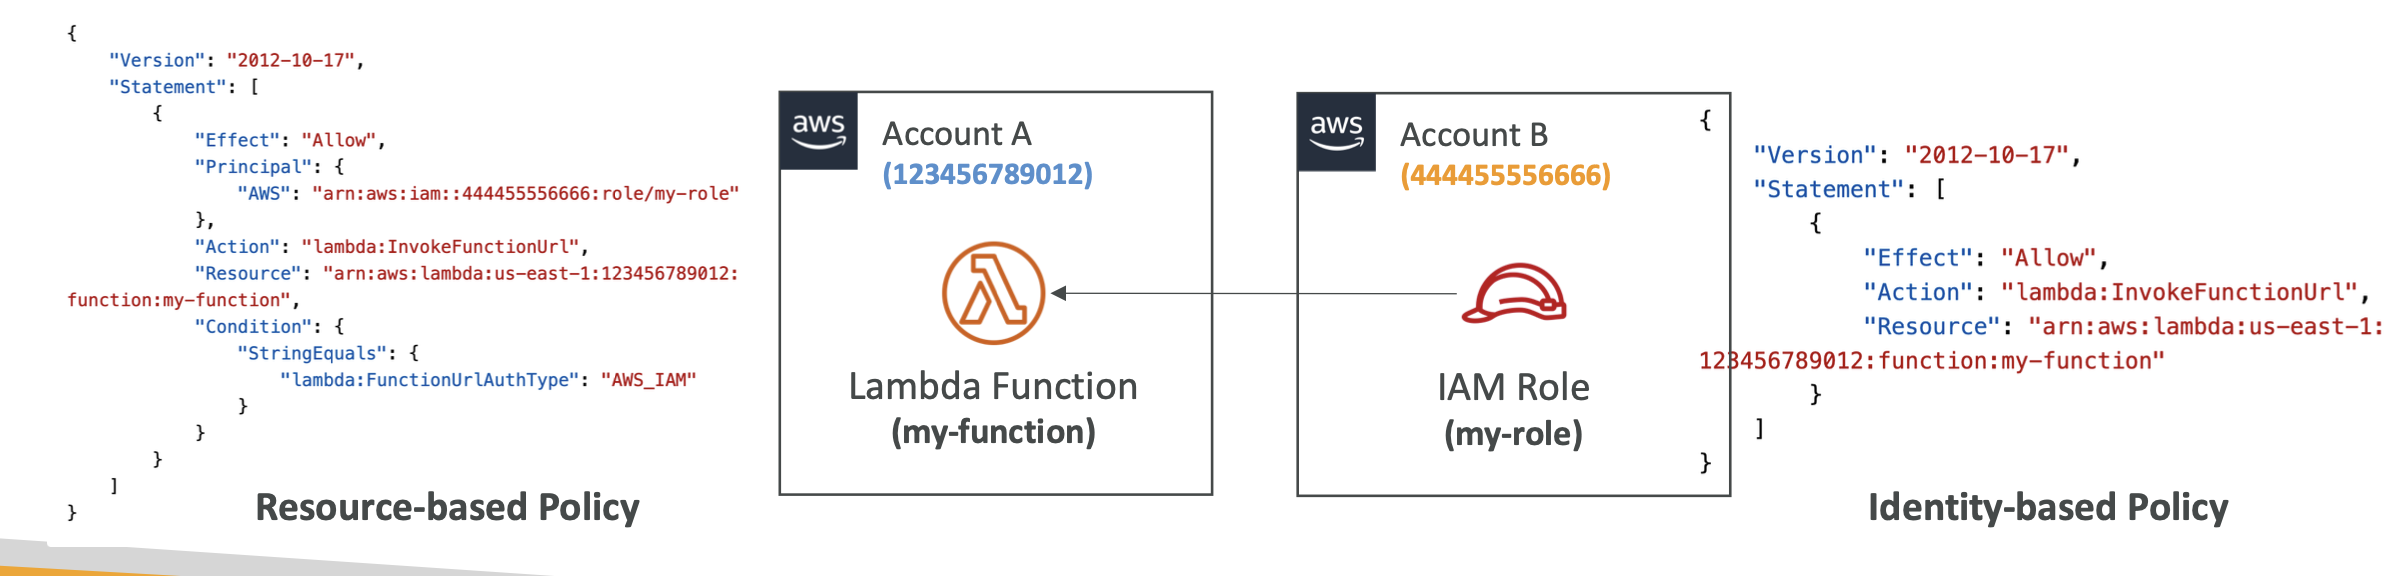 {
"Version": "2012-10-17",
"Statement": [
{
"Effect": "Allow",
"Principal": {
"AWS": "arn:aws:iam::444455556666:role/my-role"
},
"Action": "lambda:InvokeFunctionUrl",
"Resource": "arn:aws:lambda:us-east-1:123456789012:
function:my-function",
"Condition": {
"StringEquals": {
"lambda:FunctionUrlAuthType": "AWS_IAM"
}
}
}
]
}
Resource-based Policy
aws
Account A
(123456789012)
Lambda Function
(my-function)
aws
Account B
(444455556666)
IAM Role
(my-role)
{
"Version": "2012-10-17",
"Statement": [
{
"Effect": "Allow",
"Action": "lambda:InvokeFunctionUrl",
"Resource": "arn:aws:lambda:us-east-1:
123456789012:function:my-function"
}
]
}
Identity-based Policy